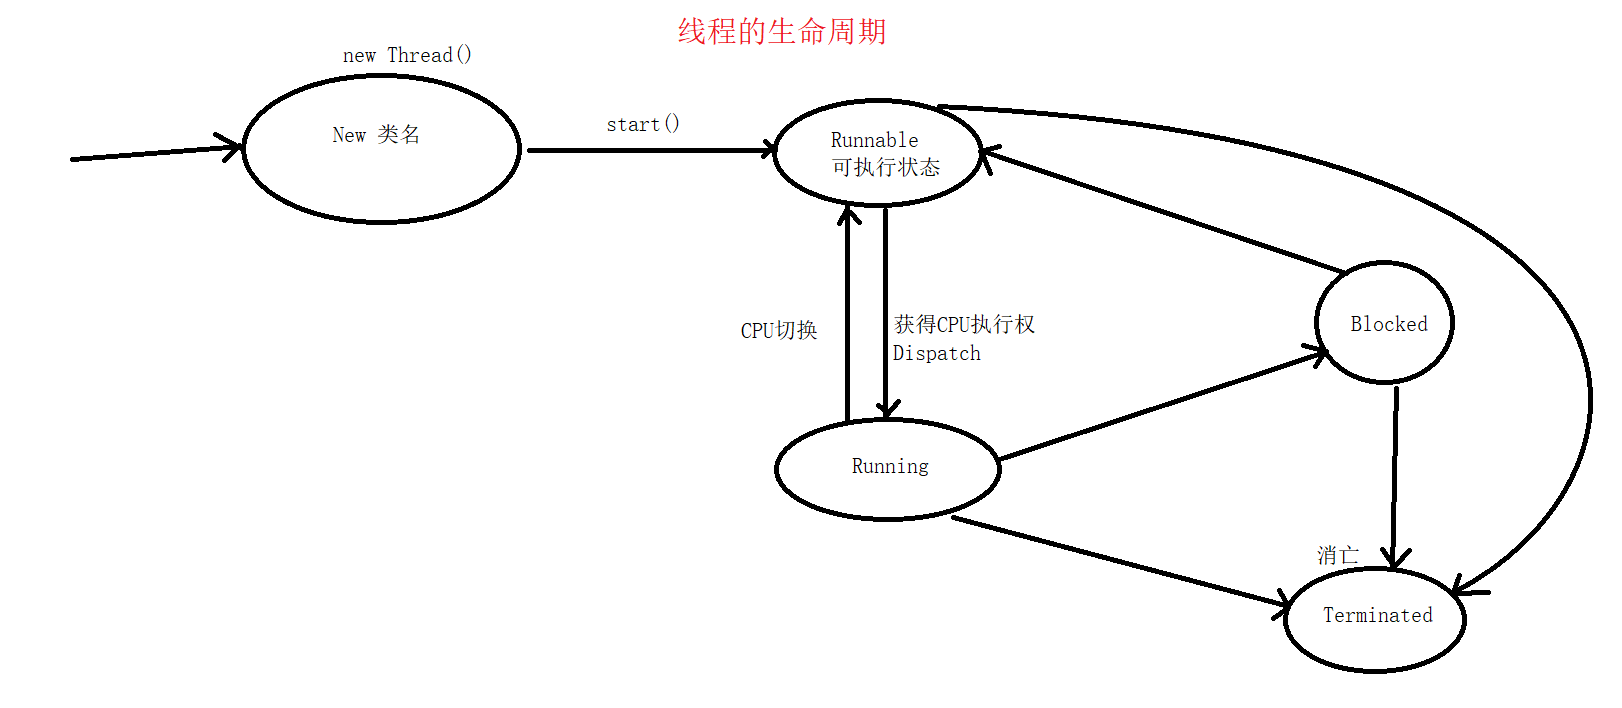 线程的生命周期
new Thread()
New 类名
start()
Runnable
可执行状态
CPU切换
获得CPU执行权
Dispatch
Blocked
Running
消亡
Terminated